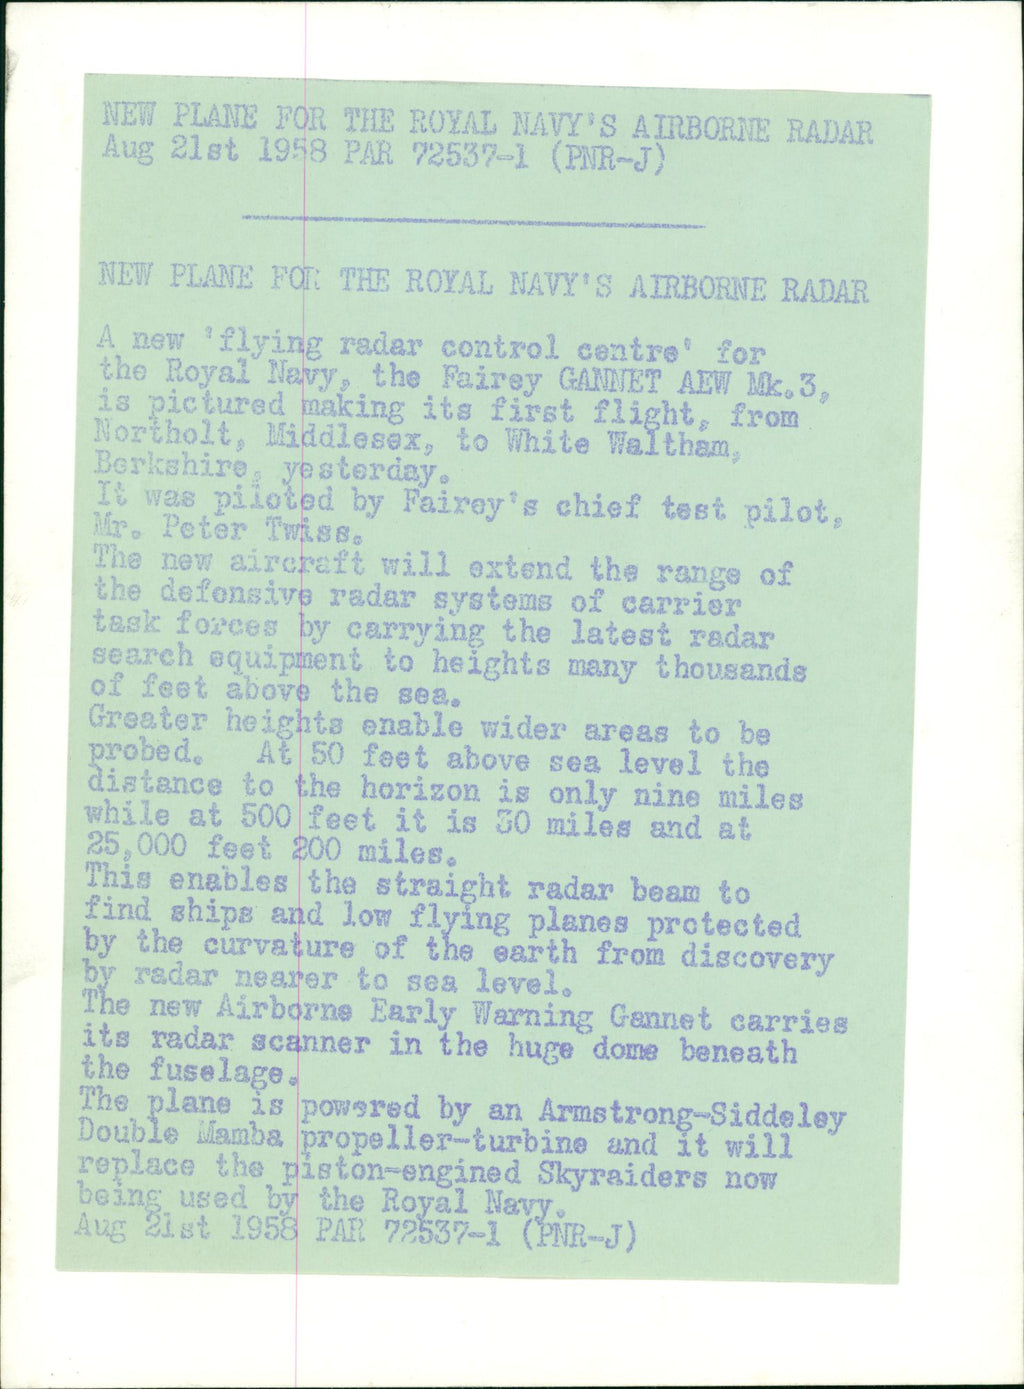 NEW PLANE FOR THE ROYAL NAVY'S AIRBORNE RADAR
Aug 21st 1958 PAR 72537-1 (PNR-J)
NEW PLANE FOR THE ROYAL NAVY'S AIRBORNE RADAR
A new 'flying radar control centre' for
the Royal Navy, the Fairey GANNET AEW Mk.3,
is pictured making its first flight, from
Northolt, Middlesex, to White Waltham,
Berkshire, yesterday.
It was piloted by Fairey's chief test pilot,
Mr. Peter Twiss.
The new aircraft will extend the range of
the defensive radar systems of carrier
task forces by carrying the latest radar
search equipment to heights many thousands
of feet above the sea.
Greater heights enable wider areas to be
probed. At 50 feet above sea level the
distance to the horizon is only nine miles
while at 500 feet it is 30 miles and at
25,000 feet 200 miles.
This enables the straight radar beam to
find ships and low flying planes protected
by the curvature of the earth from discovery
by radar nearer to sea level.
The new Airborne Early Warning Gannet carries
its radar scanner in the huge dome beneath
the fuselage.
The plane is powered by an Armstrong-Siddeley
Double Mamba propeller-turbine and it will
replace the piston-engined Skyraiders now
being used by the Royal Navy.
Aug 21st 1958 PAR 72537-1 (PNR-J)